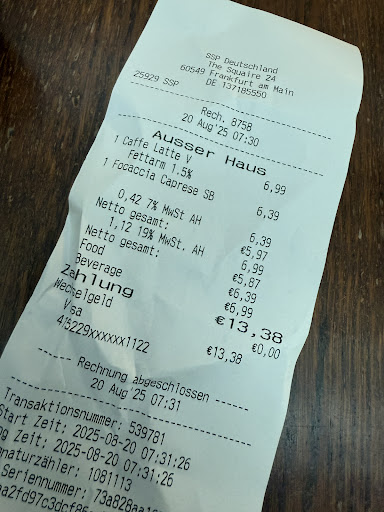 SSP Deutschland
The Squaire 24
60549 Frankfurt am Main
25929 SSP DE 137185550
Rech. 8758
20 Aug'25 07:30
Ausser Haus
1 Caffe Latte V 6,99
Fettarm 1.5%
1 Focaccia Caprese SB 6,39
0,42 7% MwSt AH 6,39
Netto gesamt: €5,97
1,12 19% MwSt. AH 6,99
Netto gesamt: €5,87
Food €6,39
Beverage €6,99
Zahlung €13,38
Wechselgeld €0,00
Visa €13,38
415229xxxxxx1122
Rechnung abgeschlossen
20 Aug'25 07:31
Transaktionsnummer: 539781
Start Zeit: 2025-08-20 07:31:26
Zeit: 2025-08-20 07:31:26
naturzähler: 1081113
Seriennummer: 73a828aa1